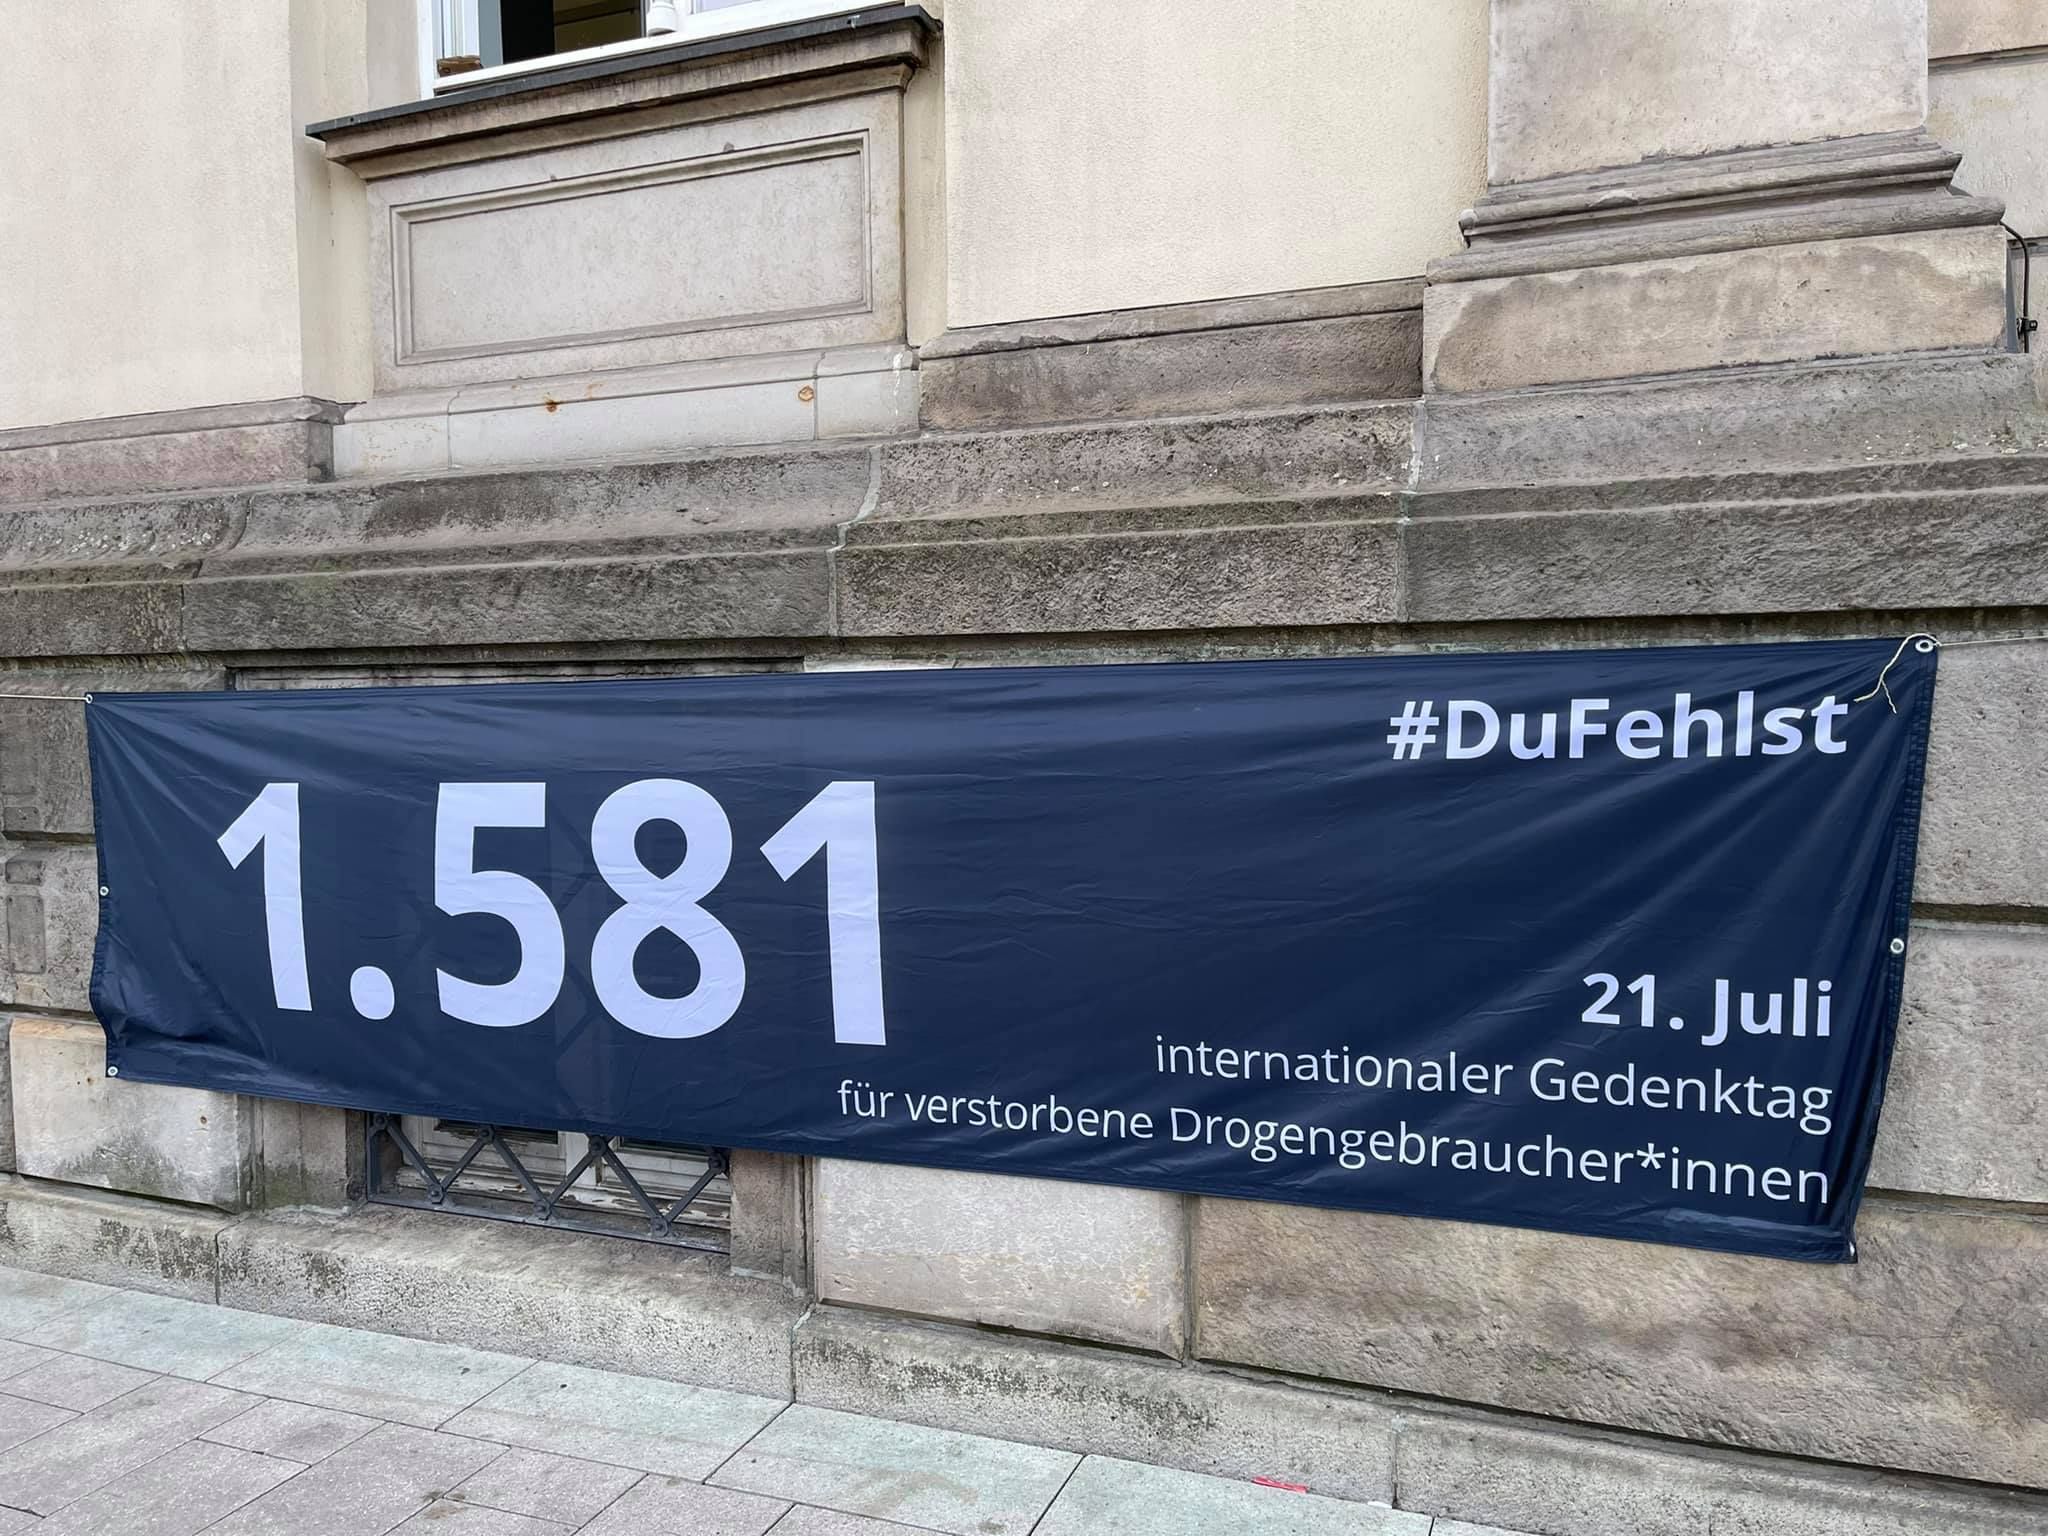 #DuFehlst
1.581
21. Juli
internationaler Gedenktag
für verstorbene Drogengebraucher*innen